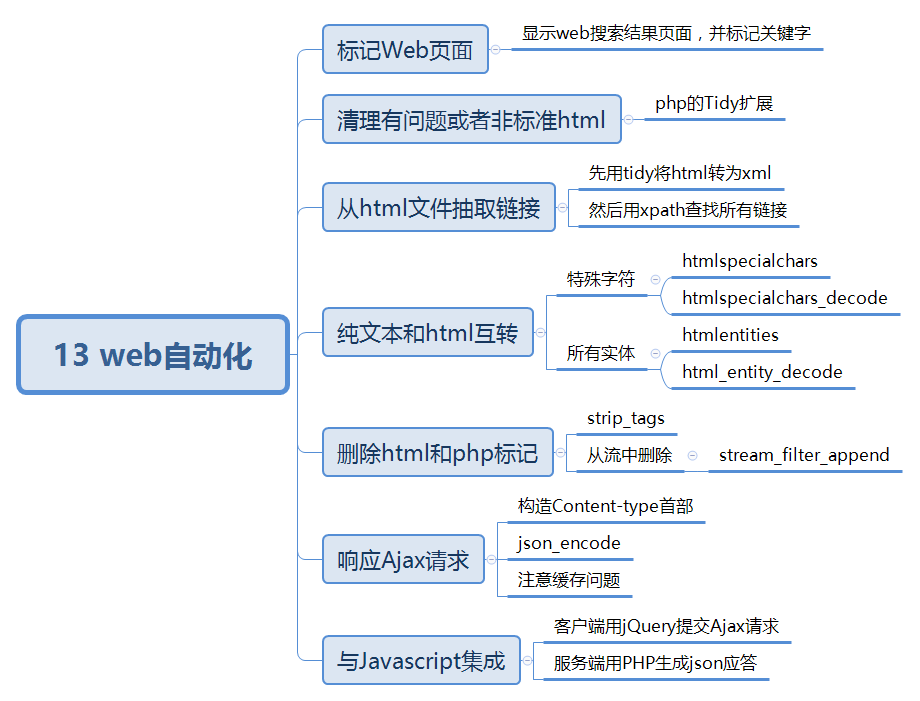 13 web自动化
标记Web页面
显示web搜索结果页面，并标记关键字
清理有问题或者非标准html
php的Tidy扩展
从html文件抽取链接
先用tidy将html转为xml
然后用xpath查找所有链接
纯文本和html互转
特殊字符
htmlspecialchars
htmlspecialchars_decode
所有实体
htmlentities
html_entity_decode
删除html和php标记
strip_tags
从流中删除
stream_filter_append
响应Ajax请求
构造Content-type首部
json_encode
注意缓存问题
与Javascript集成
客户端用jQuery提交Ajax请求
服务端用PHP生成json应答